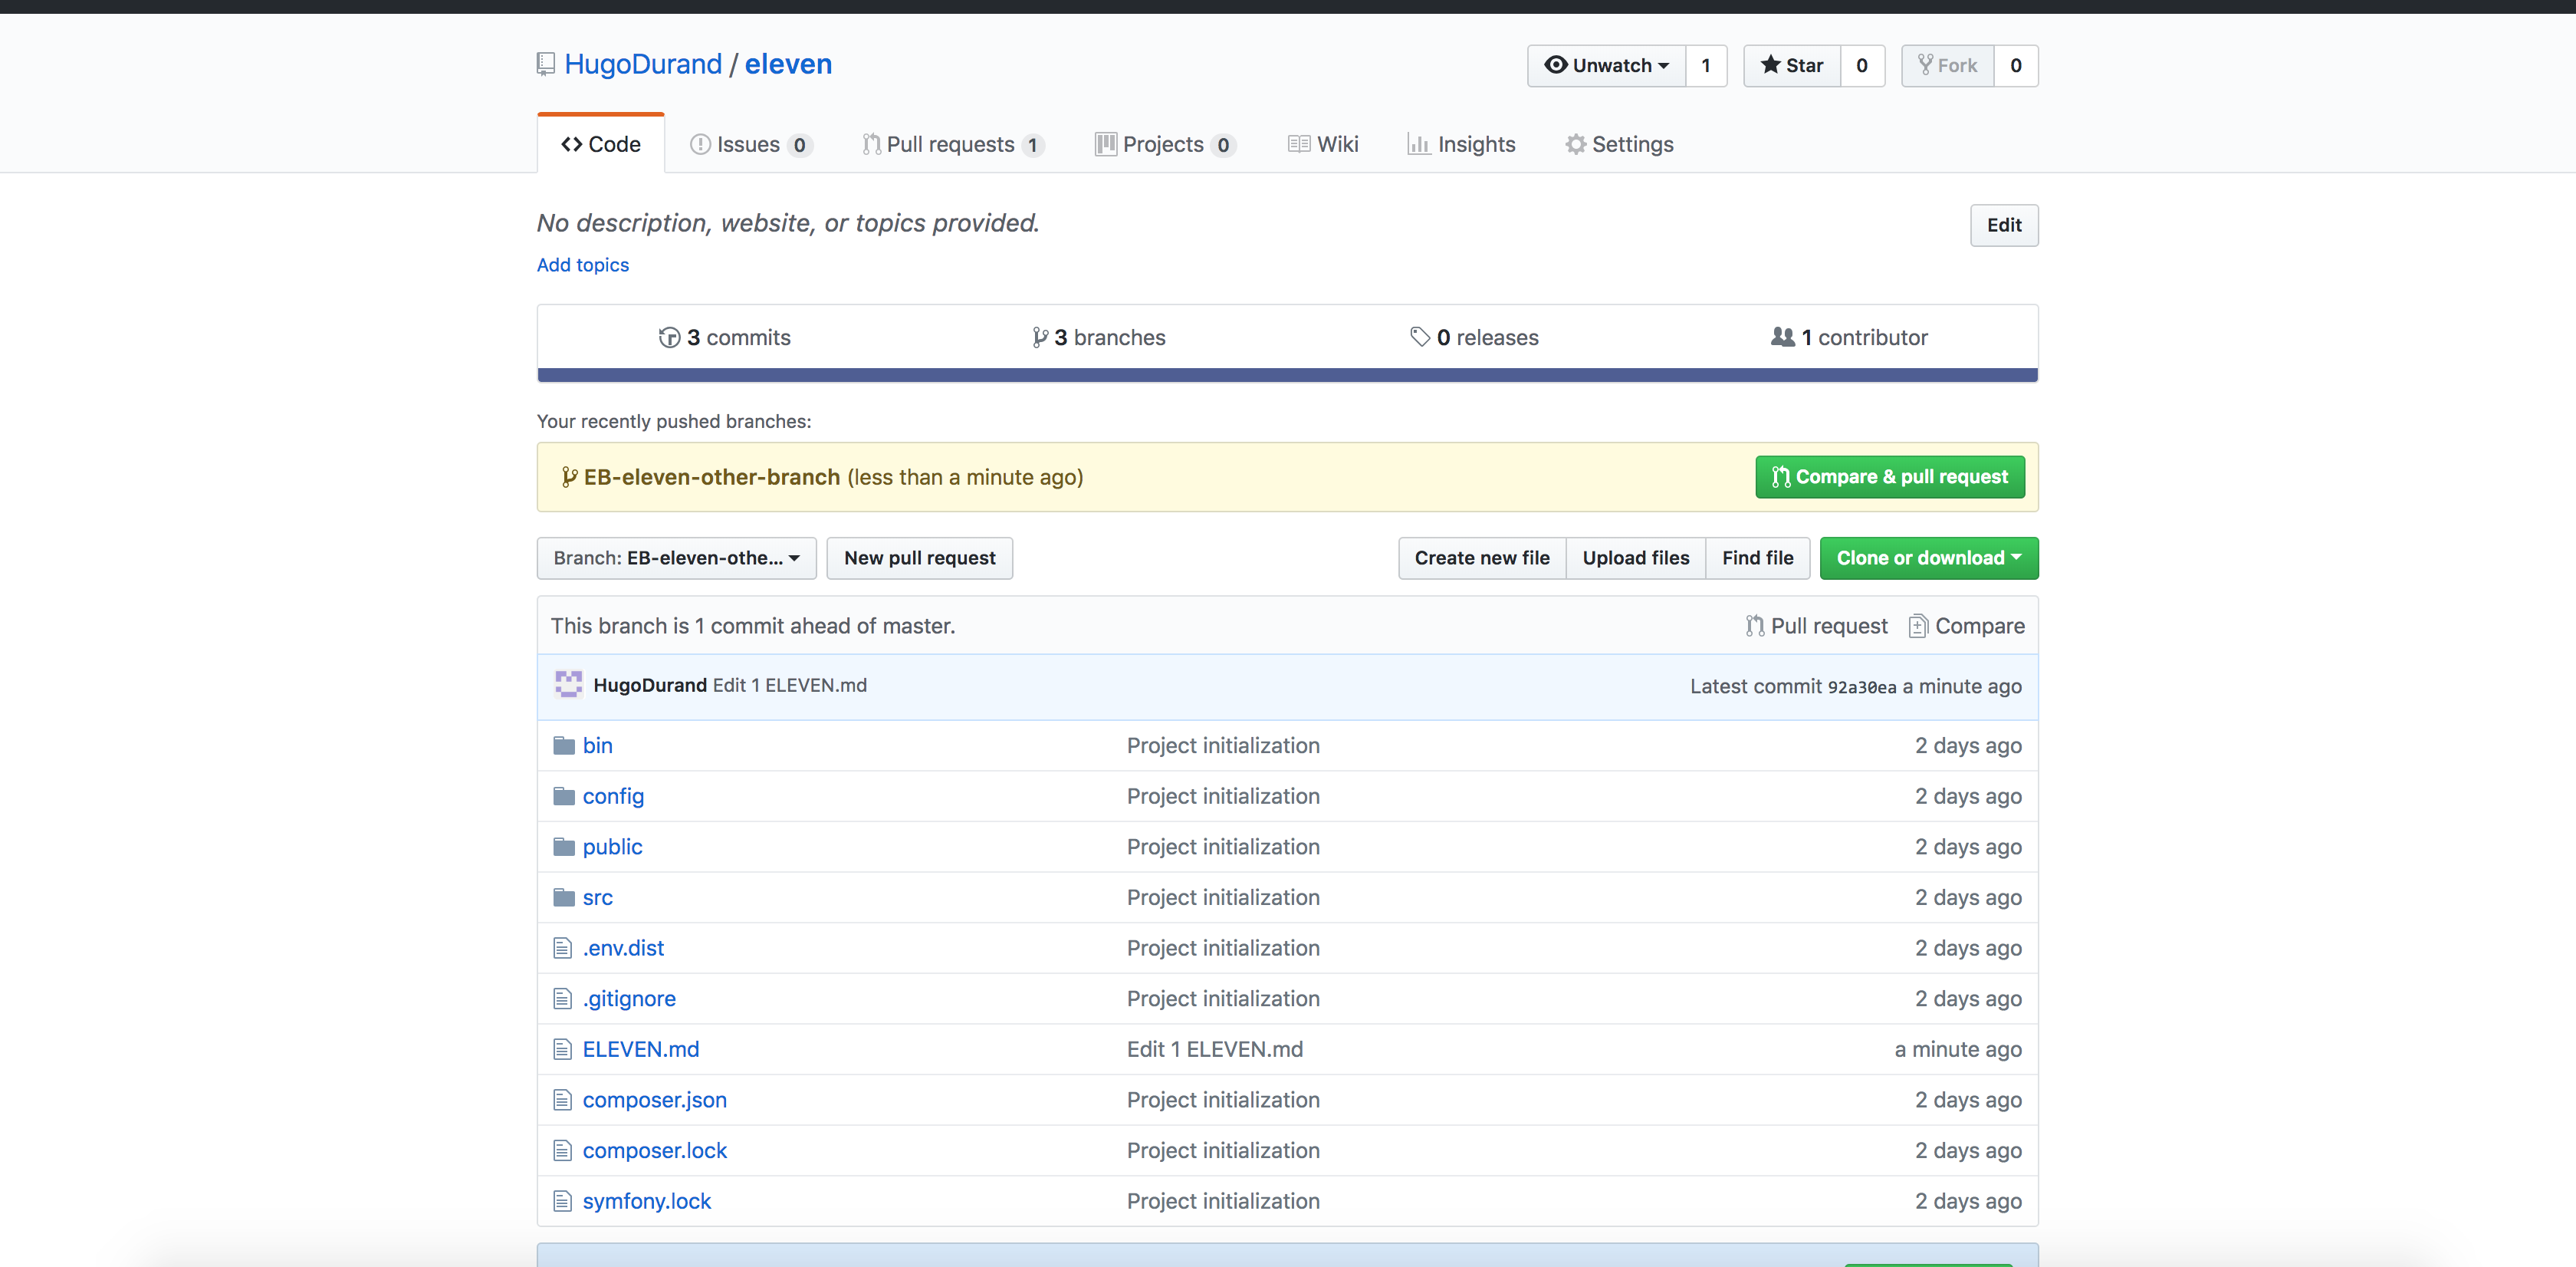 HugoDurand / eleven
Unwatch 1 Star 0 Fork 0
Code Issues 0 Pull requests 1 Projects 0 Wiki Insights Settings
No description, website, or topics provided. Edit
Add topics
3 commits 3 branches 0 releases 1 contributor
Your recently pushed branches:
EB-eleven-other-branch (less than a minute ago) Compare & pull request
Branch: EB-eleven-othe... New pull request Create new file Upload files Find file Clone or download
This branch is 1 commit ahead of master. Pull request Compare
HugoDurand Edit 1 ELEVEN.md Latest commit 92a30ea a minute ago
bin Project initialization 2 days ago
config Project initialization 2 days ago
public Project initialization 2 days ago
src Project initialization 2 days ago
.env.dist Project initialization 2 days ago
.gitignore Project initialization 2 days ago
ELEVEN.md Edit 1 ELEVEN.md a minute ago
composer.json Project initialization 2 days ago
composer.lock Project initialization 2 days ago
symfony.lock Project initialization 2 days ago